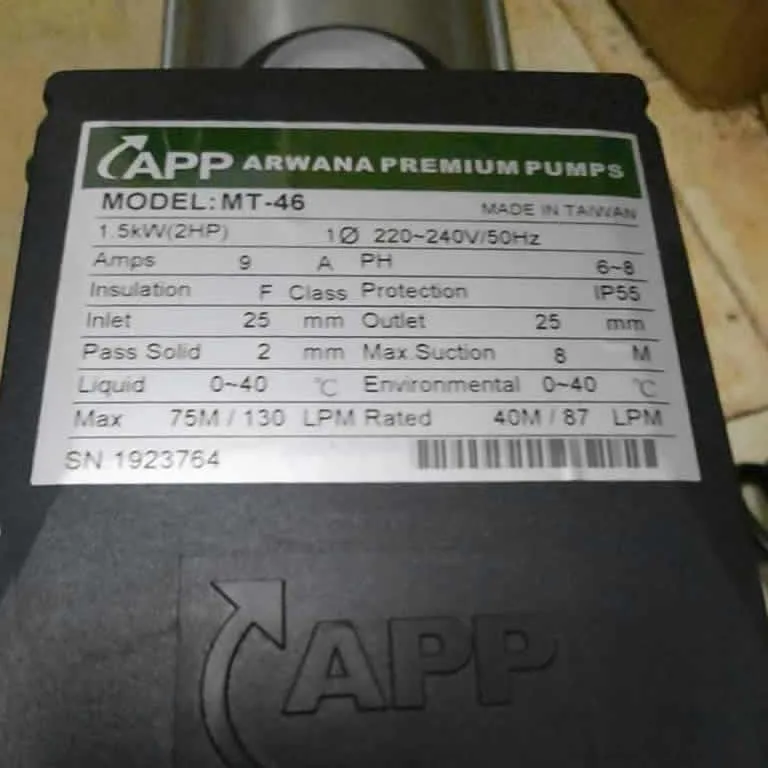 APP ARWANA PREMIUM PUMPS
MODEL: MT-46 MADE IN TAIWAN
1.5kW(2HP) 1Ø 220~240V/50Hz
Amps 9 A PH 6~8
Insulation F Class Protection IP55
Inlet 25 mm Outlet 25 mm
Pass Solid 2 mm Max.Suction 8 M
Liquid 0~40 ℃ Environmental 0~40 ℃
Max 75M / 130 LPM Rated 40M / 87 LPM
SN 1923764
APP